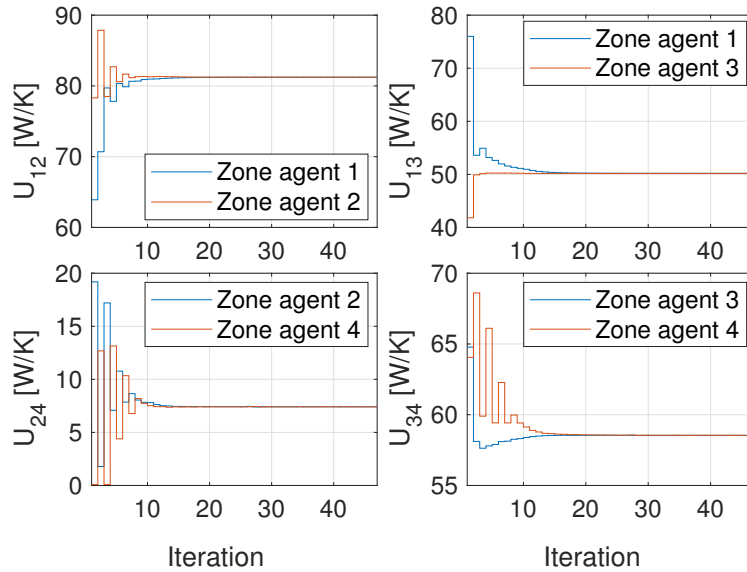 90
80
70
60
U12 [W/K]
Zone agent 1
Zone agent 2
10 20 30 40
80
70
60
50
40
U13 [W/K]
Zone agent 1
Zone agent 3
10 20 30 40
20
15
10
5
0
U24 [W/K]
Zone agent 2
Zone agent 4
10 20 30 40
Iteration
70
65
60
55
U34 [W/K]
Zone agent 3
Zone agent 4
10 20 30 40
Iteration